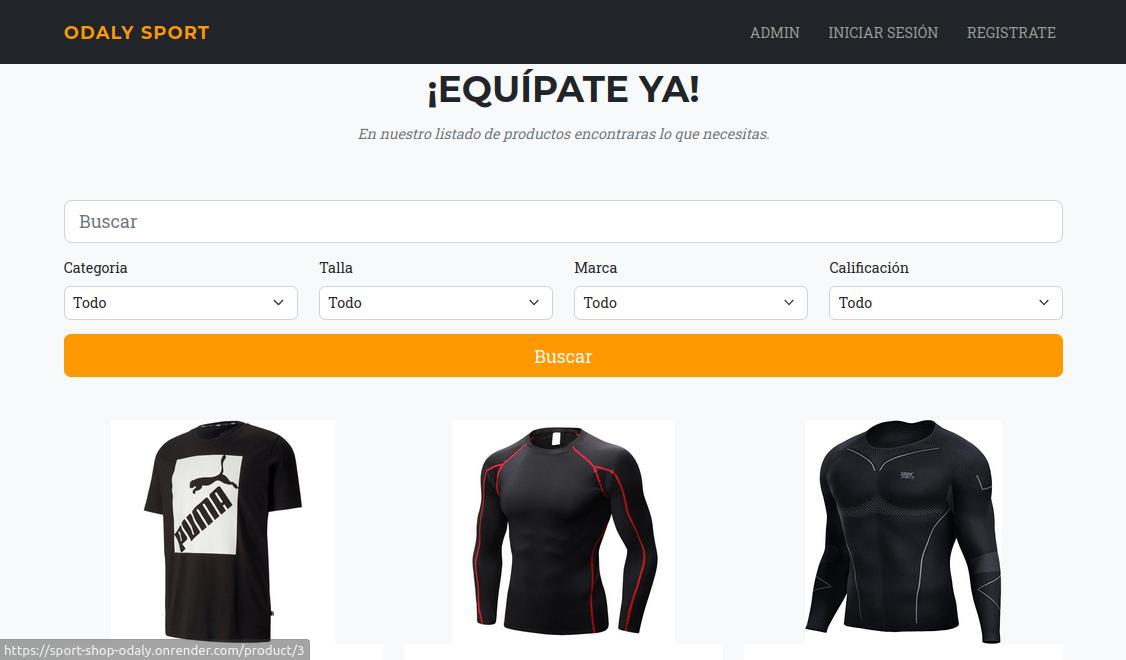 ODALY SPORT
ADMIN
INICIAR SESIÓN
REGISTRATE
¡EQUÍPATE YA!
En nuestro listado de productos encontraras lo que necesitas.
Buscar
Categoria
Talla
Marca
Calificación
Todo
Todo
Todo
Todo
Buscar
PUMA
https://sport-shop-odaly.onrender.com/product/3